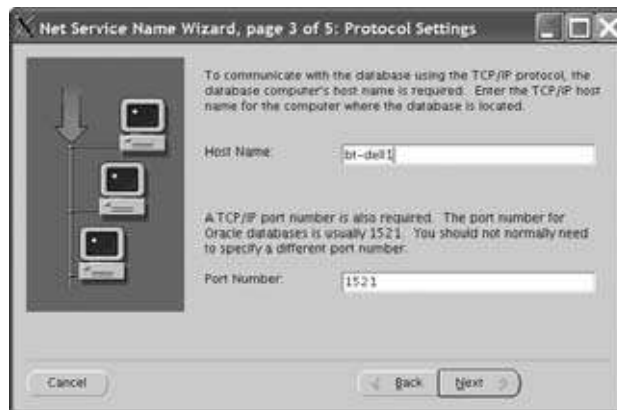 Net Service Name Wizard, page 3 of 5: Protocol Settings
To communicate with the database using the TCP/IP protocol, the
database computer's host name is required. Enter the TCP/IP host
name for the computer where the database is located.
Host Name:
bt-dell1
A TCP/IP port number is also required. The port number for
Oracle databases is usually 1521. You should not normally need
to specify a different port number.
Port Number:
1521
Cancel
Back
Next